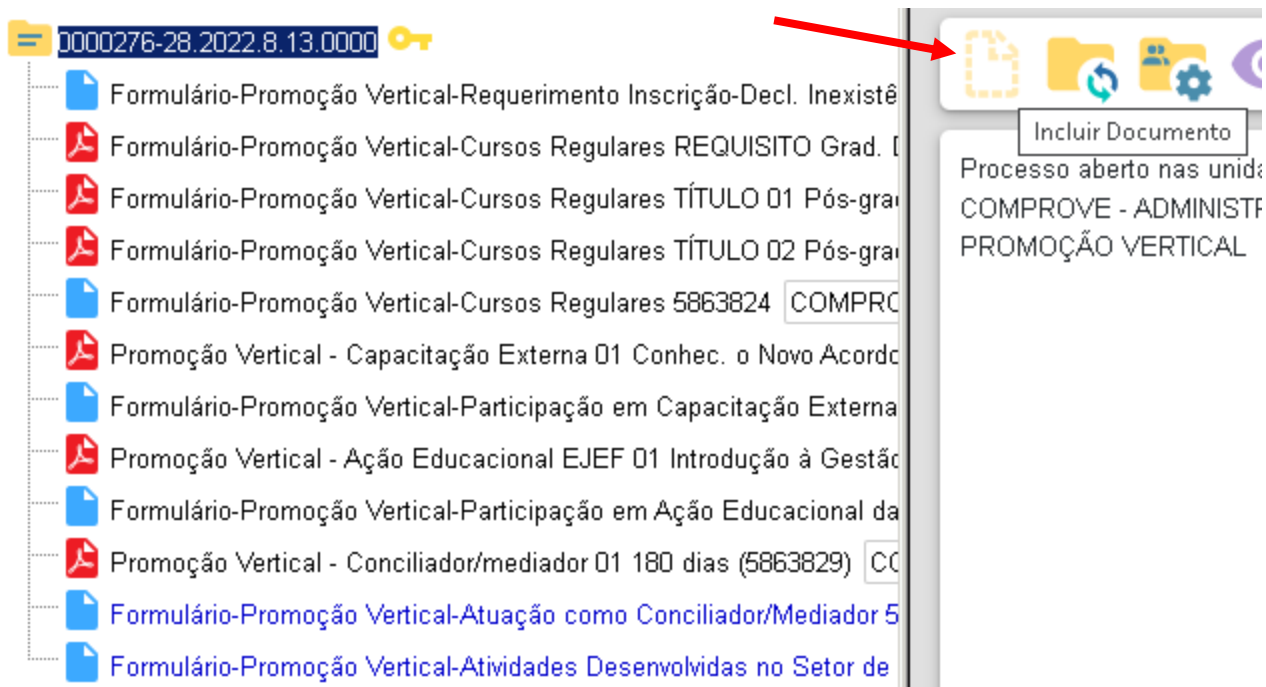 0000276-28.2022.8.13.0000
Formulário-Promoção Vertical-Requerimento Inscrição-Decl. Inexistê
Formulário-Promoção Vertical-Cursos Regulares REQUISITO Grad. D
Formulário-Promoção Vertical-Cursos Regulares TÍTULO 01 Pós-gra
Formulário-Promoção Vertical-Cursos Regulares TÍTULO 02 Pós-gra
Formulário-Promoção Vertical-Cursos Regulares 5863824 COMPRO
Promoção Vertical - Capacitação Externa 01 Conhec. o Novo Acordo
Formulário-Promoção Vertical-Participação em Capacitação Externa
Promoção Vertical - Ação Educacional EJEF 01 Introdução à Gestão
Formulário-Promoção Vertical-Participação em Ação Educacional da
Promoção Vertical - Conciliador/mediador 01 180 dias (5863829) CO
Formulário-Promoção Vertical-Atuação como Conciliador/Mediador 5
Formulário-Promoção Vertical-Atividades Desenvolvidas no Setor de
Incluir Documento
Processo aberto nas unida
COMPROVE - ADMINISTR
PROMOÇÃO VERTICAL